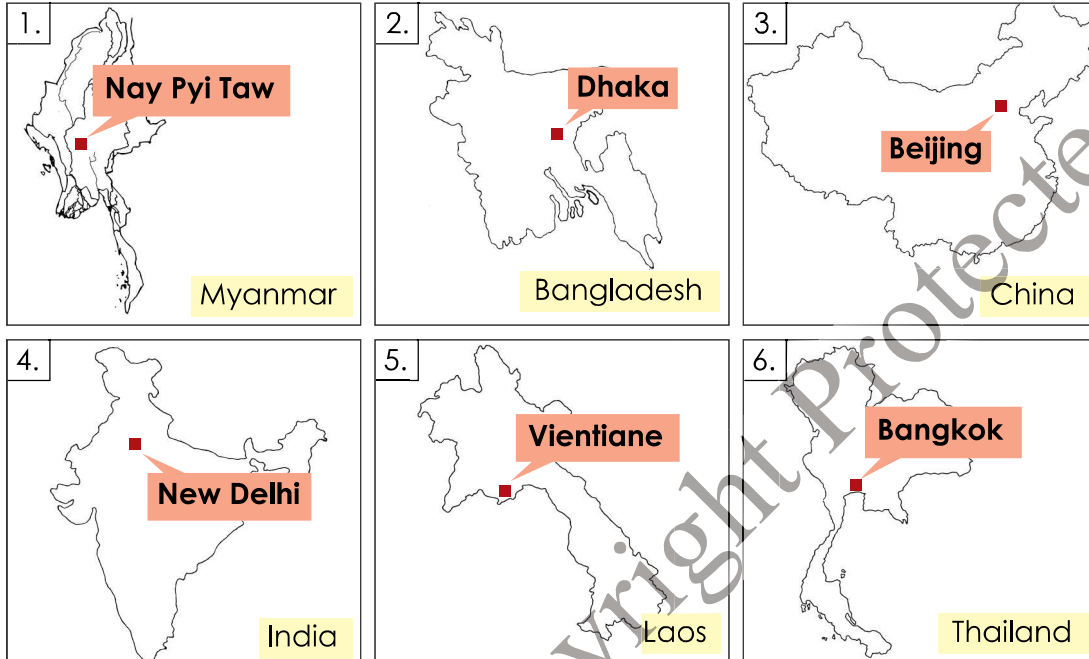 1.
Nay Pyi Taw
Myanmar
2.
Dhaka
Bangladesh
3.
Beijing
China
4.
New Delhi
India
5.
Vientiane
Laos
6.
Bangkok
Thailand